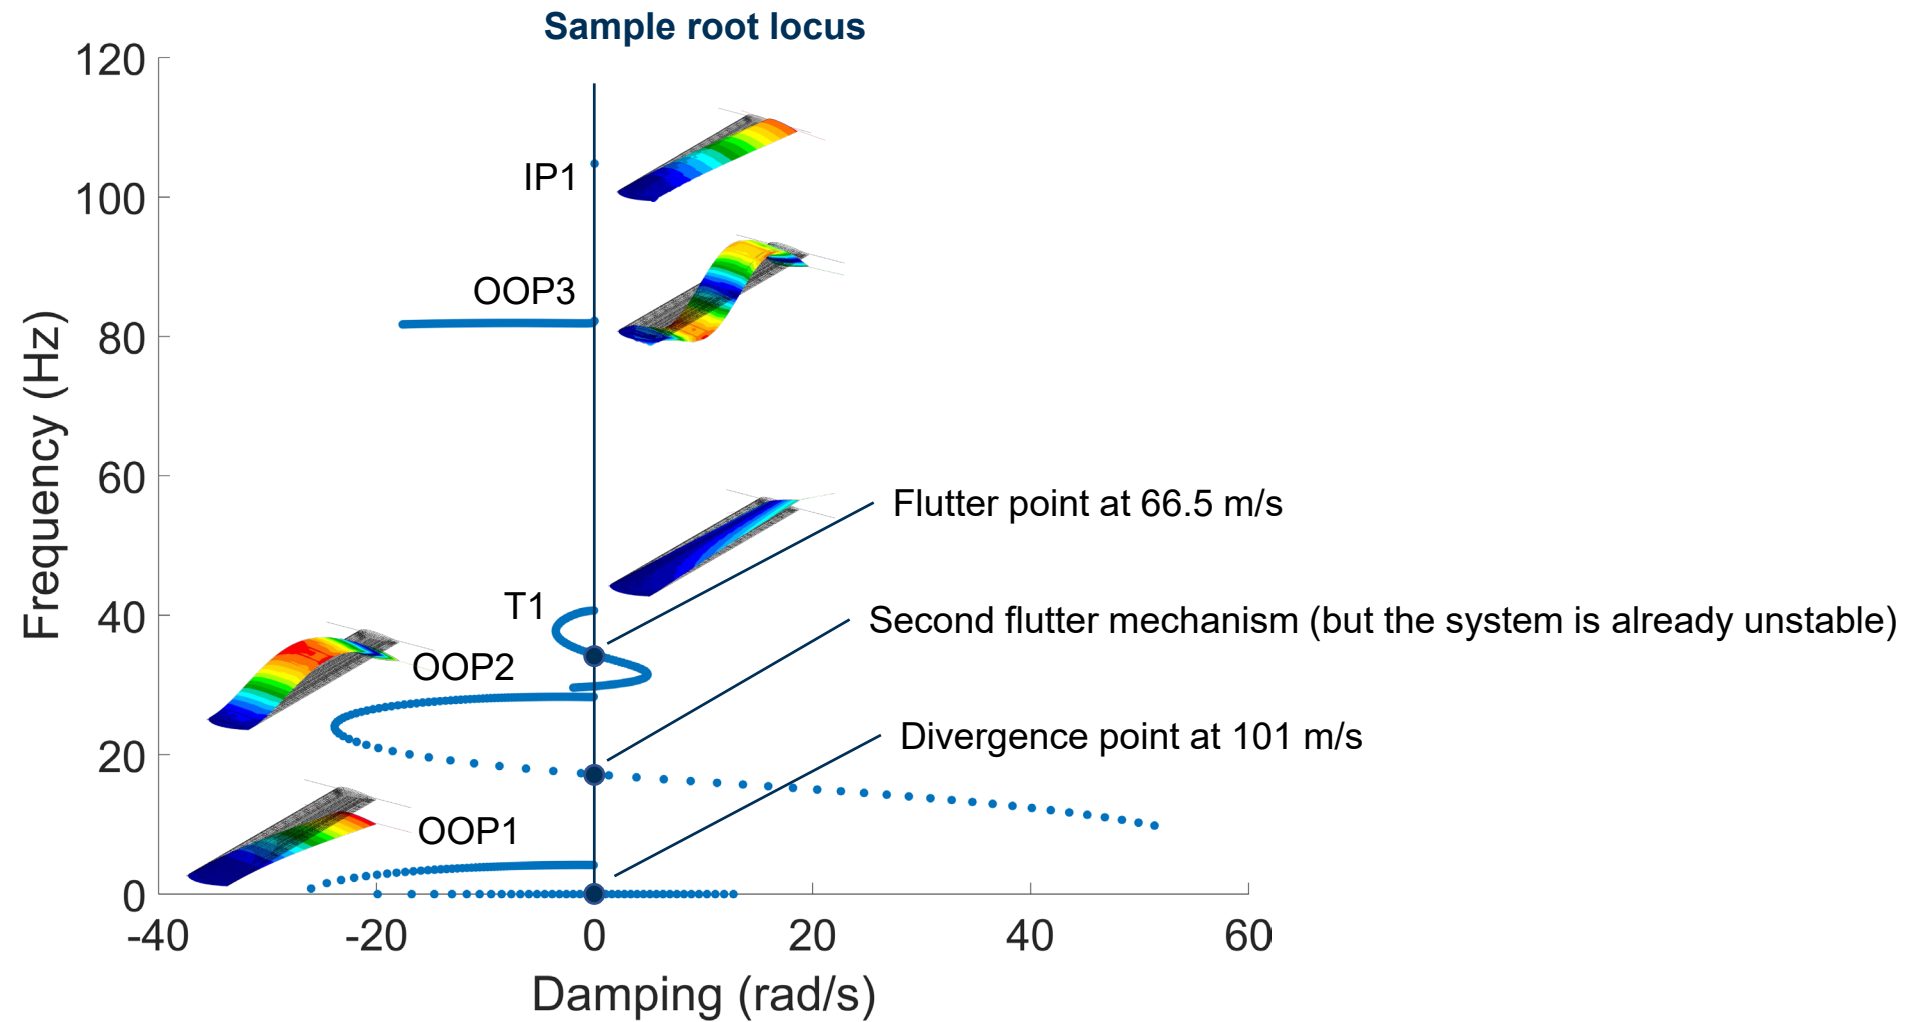 Sample root locus
120
100
80
60
40
20
0
Frequency (Hz)
IP1
OOP3
Flutter point at 66.5 m/s
T1
Second flutter mechanism (but the system is already unstable)
OOP2
Divergence point at 101 m/s
OOP1
-40 -20 0 20 40 60
Damping (rad/s)